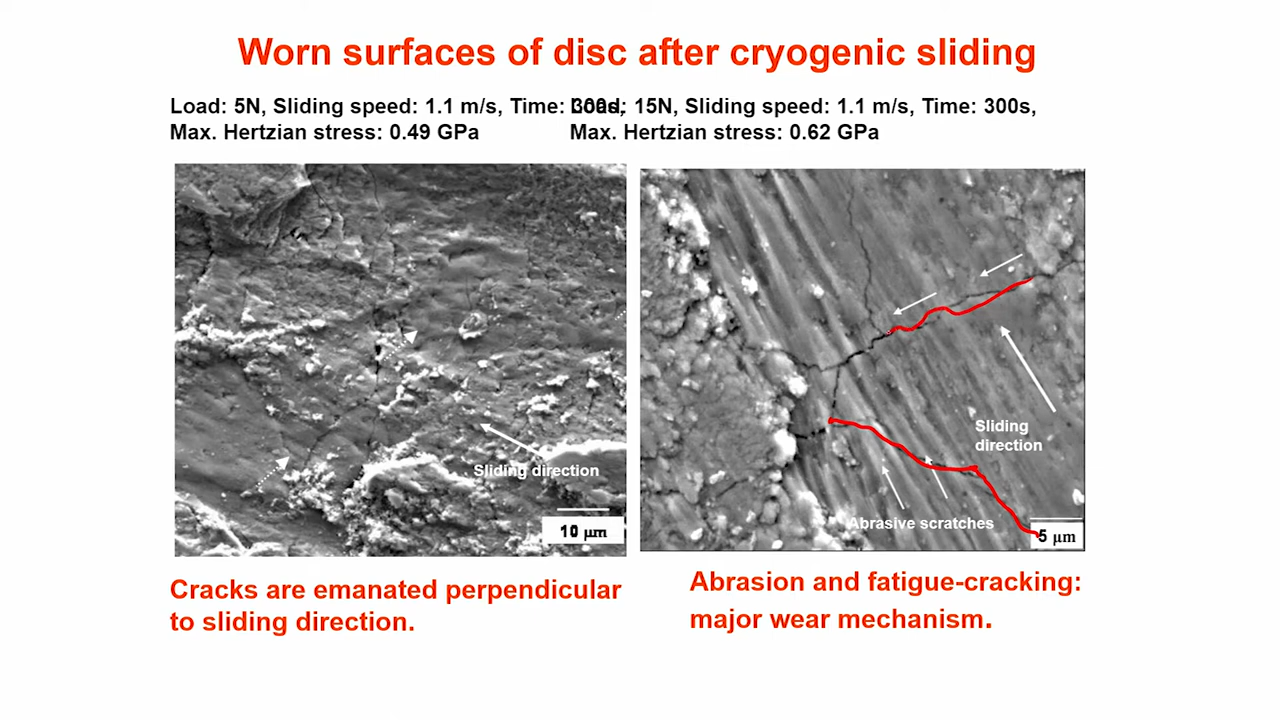 Worn surfaces of disc after cryogenic sliding
Load: 5N, Sliding speed: 1.1 m/s, Time: 300s,
Max. Hertzian stress: 0.49 GPa
Load: 15N, Sliding speed: 1.1 m/s, Time: 300s,
Max. Hertzian stress: 0.62 GPa
Sliding direction
10 μm
Sliding
direction
Abrasive scratches
5 μm
Cracks are emanated perpendicular
to sliding direction.
Abrasion and fatigue-cracking:
major wear mechanism.